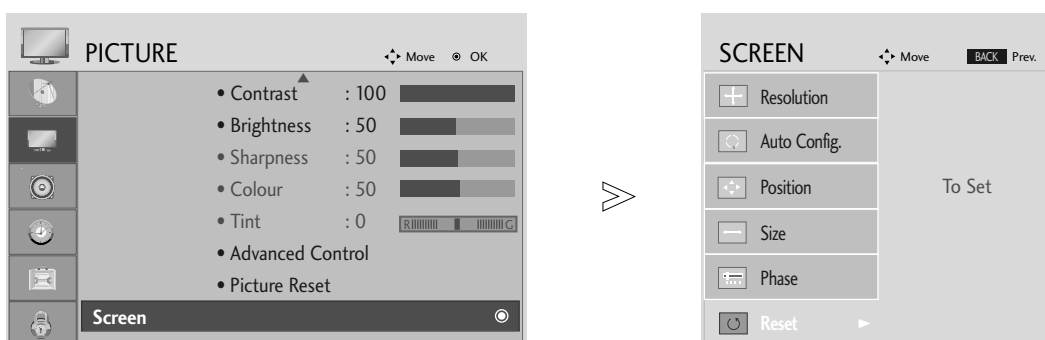 PICTURE Move OK
• Contrast : 100
• Brightness : 50
• Sharpness : 50
• Colour : 50
• Tint : 0 R G
• Advanced Control
• Picture Reset
Screen
SCREEN Move BACK Prev.
Resolution
Auto Config.
Position
To Set
Size
Phase
Reset